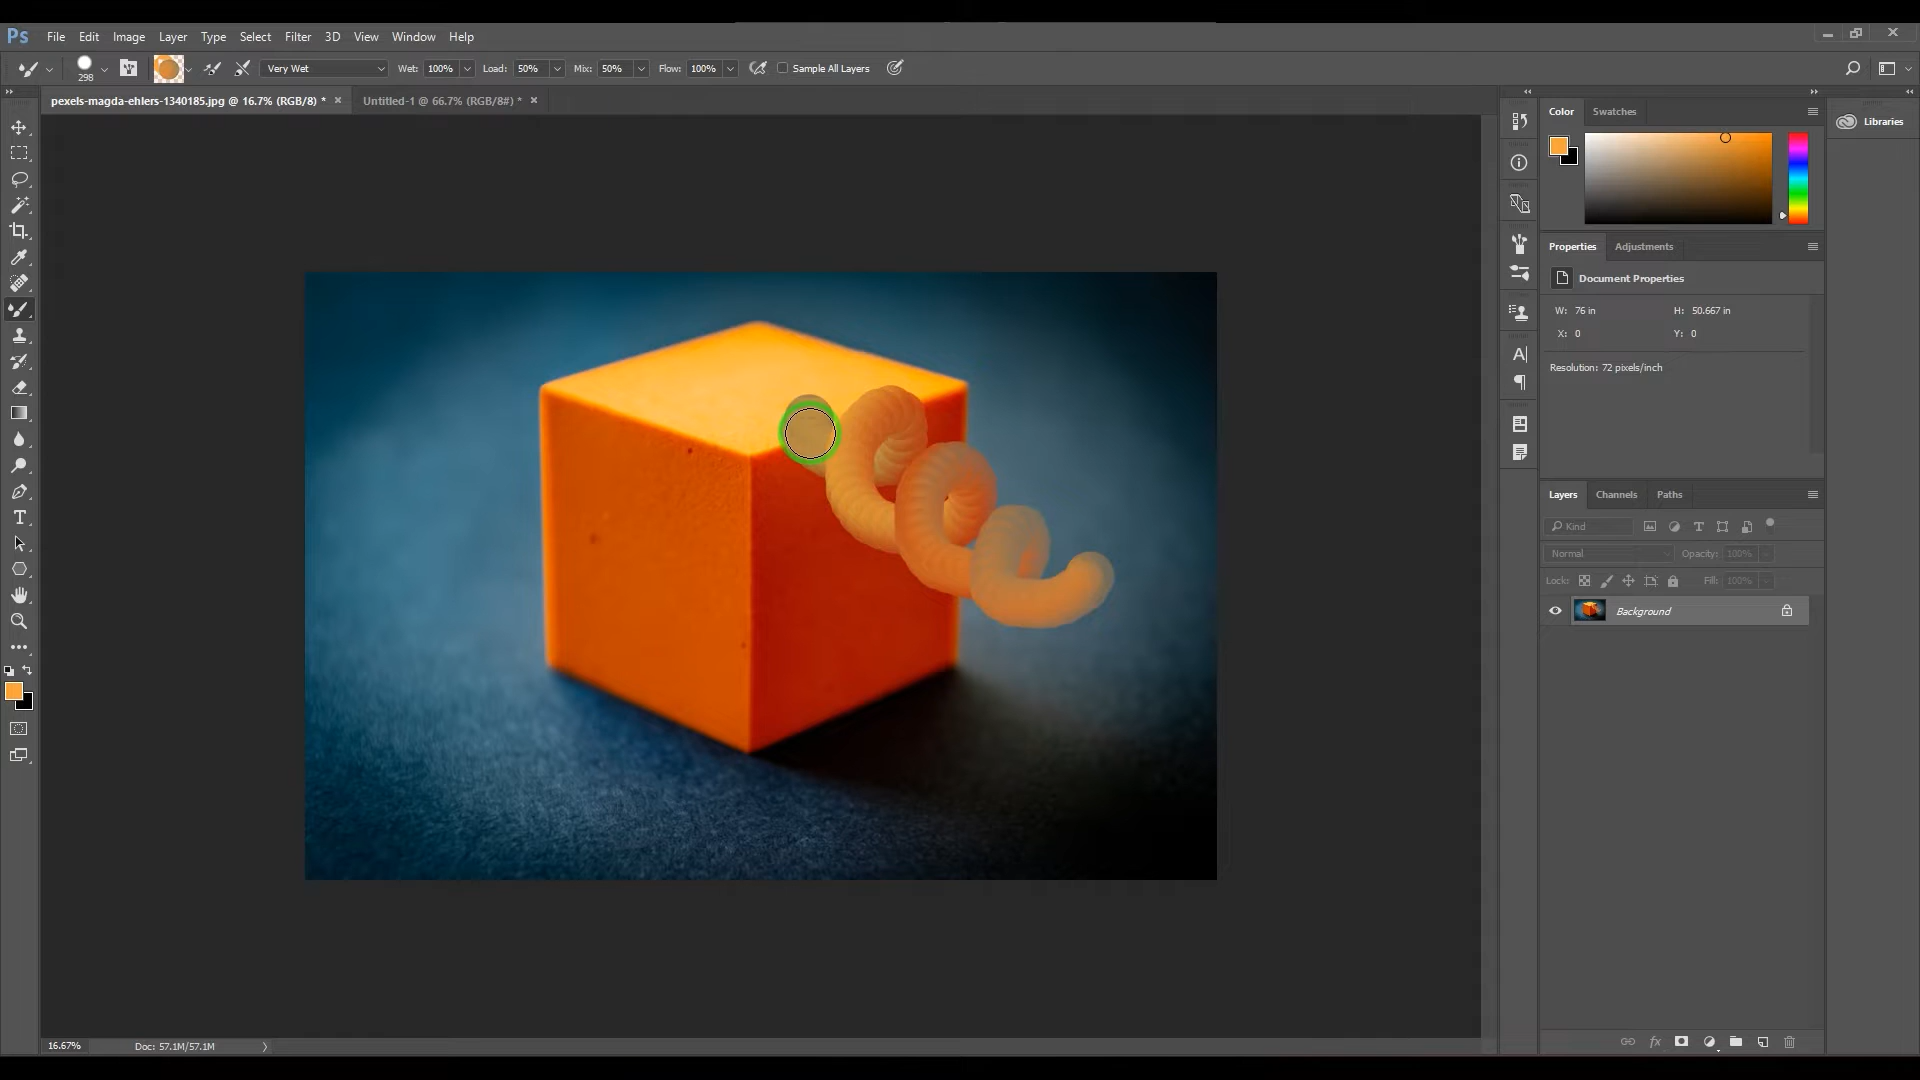 Ps File Edit Image Layer Type Select Filter 3D View Window Help
298 Very Wet Wet: 100% Load: 50% Mix: 50% Flow: 100% Sample All Layers
pexels-magda-ehlers-1340185.jpg @ 16.7% (RGB/8) * × Untitled-1 @ 66.7% (RGB/8#) * ×
Color Swatches
Libraries
Properties Adjustments
Document Properties
W: 76 in H: 50.667 in
X: 0 Y: 0
Resolution: 72 pixels/inch
Layers Channels Paths
Kind
Normal Opacity: 100%
Lock: Fill: 100%
Background
fx
16.67% Doc: 57.1M/57.1M